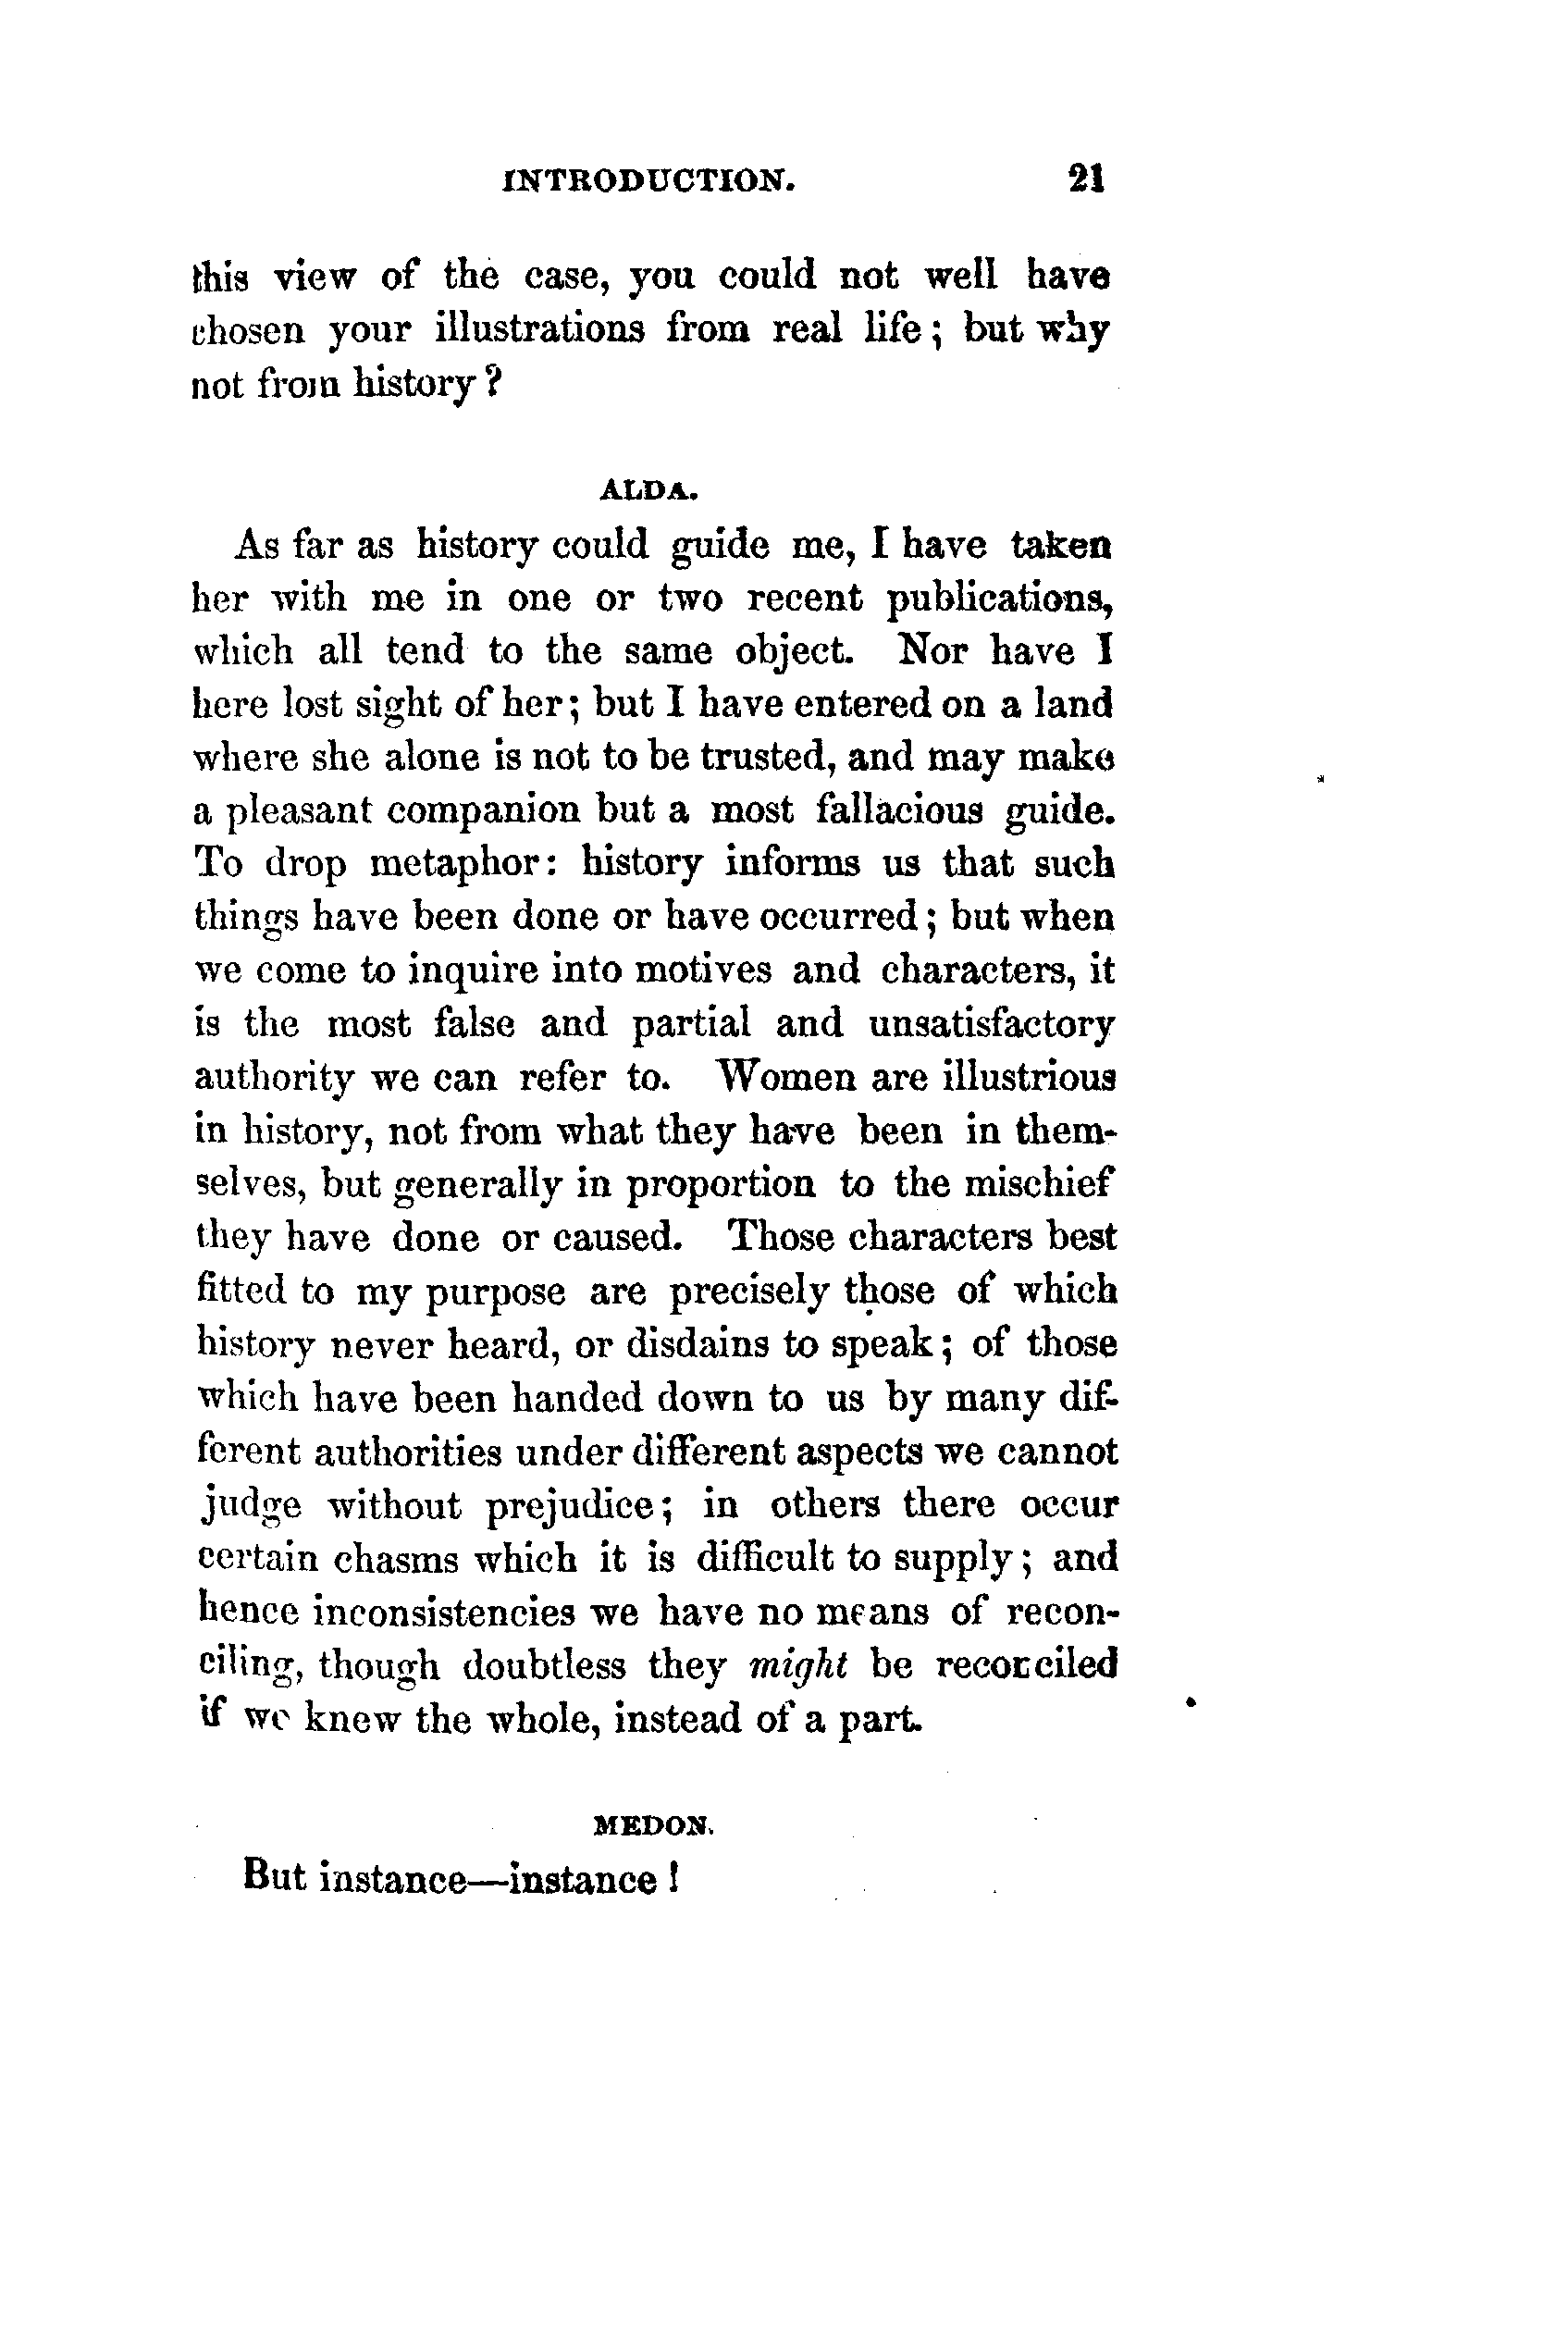 INTRODUCTION. 21
this view of the case, you could not well have
chosen your illustrations from real life; but why
not from history?
ALDA.
As far as history could guide me, I have taken
her with me in one or two recent publications,
which all tend to the same object. Nor have I
here lost sight of her; but I have entered on a land
where she alone is not to be trusted, and may make
a pleasant companion but a most fallacious guide.
To drop metaphor: history informs us that such
things have been done or have occurred; but when
we come to inquire into motives and characters, it
is the most false and partial and unsatisfactory
authority we can refer to. Women are illustrious
in history, not from what they have been in them-
selves, but generally in proportion to the mischief
they have done or caused. Those characters best
fitted to my purpose are precisely those of which
history never heard, or disdains to speak; of those
which have been handed down to us by many dif-
ferent authorities under different aspects we cannot
judge without prejudice; in others there occur
certain chasms which it is difficult to supply; and
hence inconsistencies we have no means of recon-
ciling, though doubtless they might be reconciled
if we knew the whole, instead of a part.
MEDON.
But instance—instance!